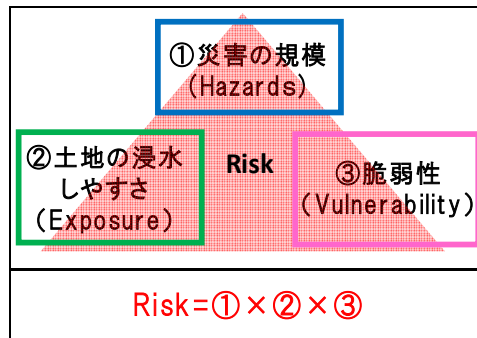 ①災害の規模
(Hazards)
②土地の浸水
しやすさ
(Exposure)
Risk
③脆弱性
(Vulnerability)
Risk=①×②×③